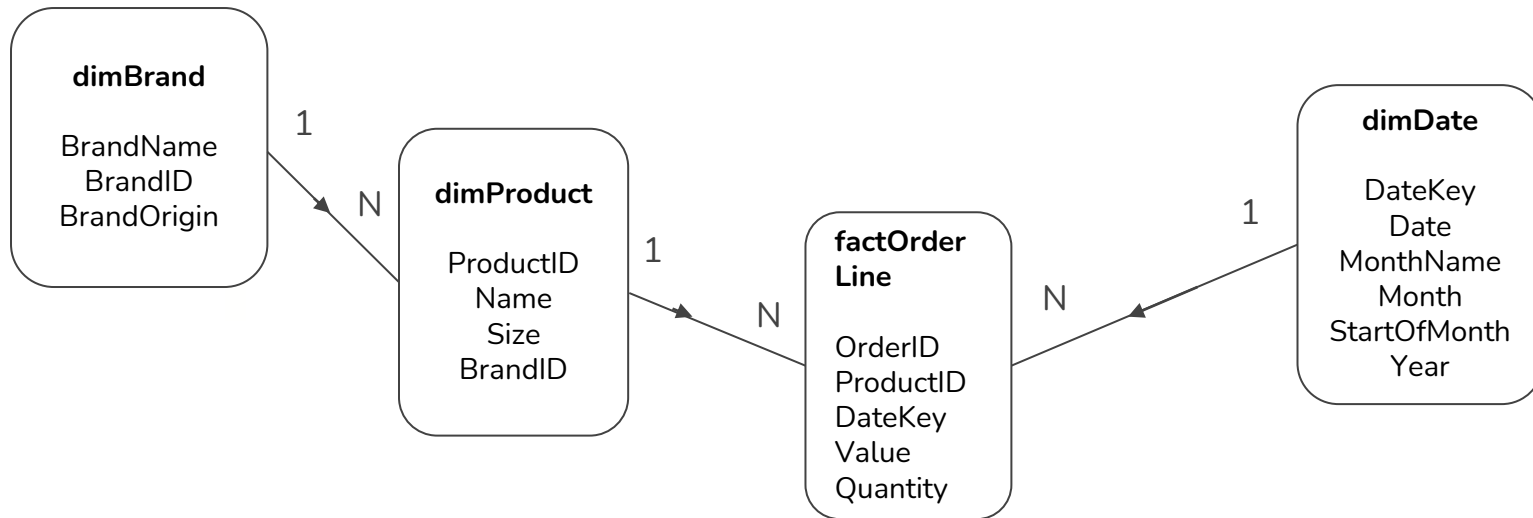 dimBrand
BrandName
BrandID
BrandOrigin
1
N
dimProduct
ProductID
Name
Size
BrandID
1
N
factOrder
Line
OrderID
ProductID
DateKey
Value
Quantity
N
1
dimDate
DateKey
Date
MonthName
Month
StartOfMonth
Year